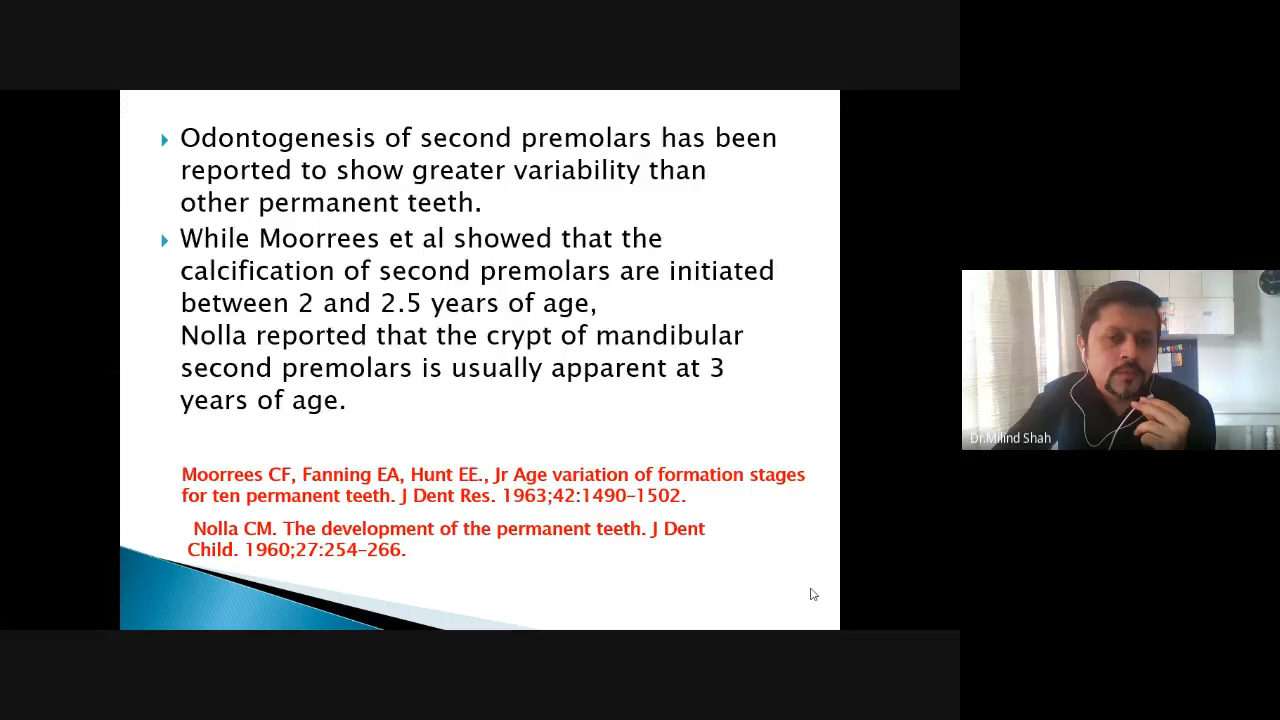 Odontogenesis of second premolars has been
reported to show greater variability than
other permanent teeth.
While Moorrees et al showed that the
calcification of second premolars are initiated
between 2 and 2.5 years of age,
Nolla reported that the crypt of mandibular
second premolars is usually apparent at 3
years of age.
Moorrees CF, Fanning EA, Hunt EE., Jr Age variation of formation stages
for ten permanent teeth. J Dent Res. 1963;42:1490–1502.
Nolla CM. The development of the permanent teeth. J Dent
Child. 1960;27:254–266.
Dr.Milind Shah